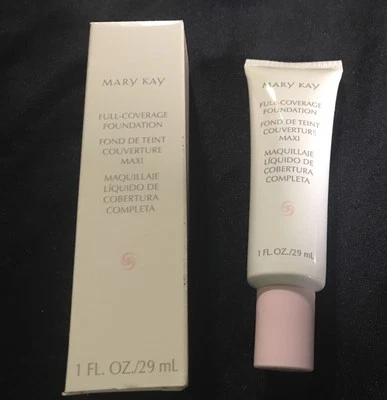 MARY KAY
FULL-COVERAGE
FOUNDATION
FOND DE TEINT
COUVERTURE
MAXI
MAQUILLAJE
LÍQUIDO DE
COBERTURA
COMPLETA
1 FL. OZ./29 mL
MARY KAY
FULL-COVERAGE
FOUNDATION
FOND DE TEINT
COUVERTURE
MAXI
MAQUILLAJE
LÍQUIDO DE
COBERTURA
COMPLETA
1 FL. OZ./29 mL